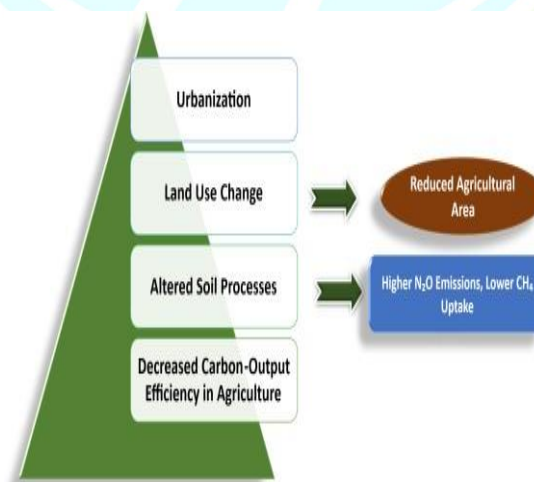 Urbanization
Land Use Change
Reduced Agricultural
Area
Altered Soil Processes
Higher N₂O Emissions, Lower CH₄
Uptake
Decreased Carbon-Output
Efficiency in Agriculture